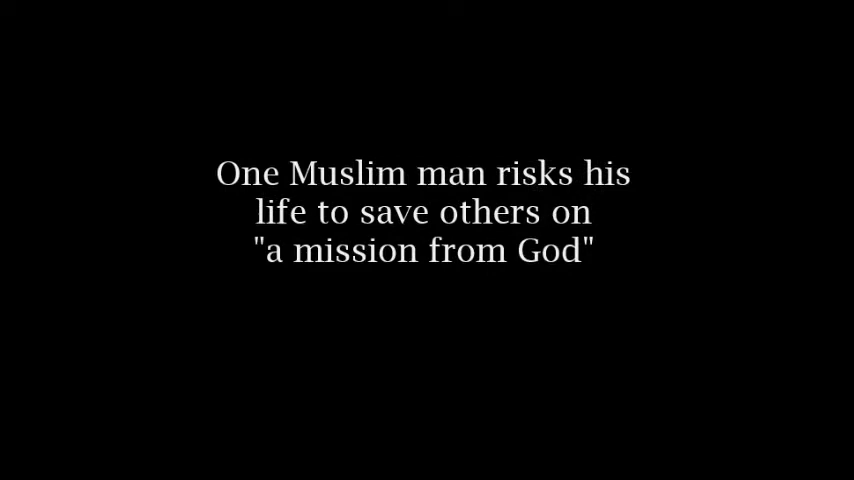 One Muslim man risks his
life to save others on
"a mission from God"